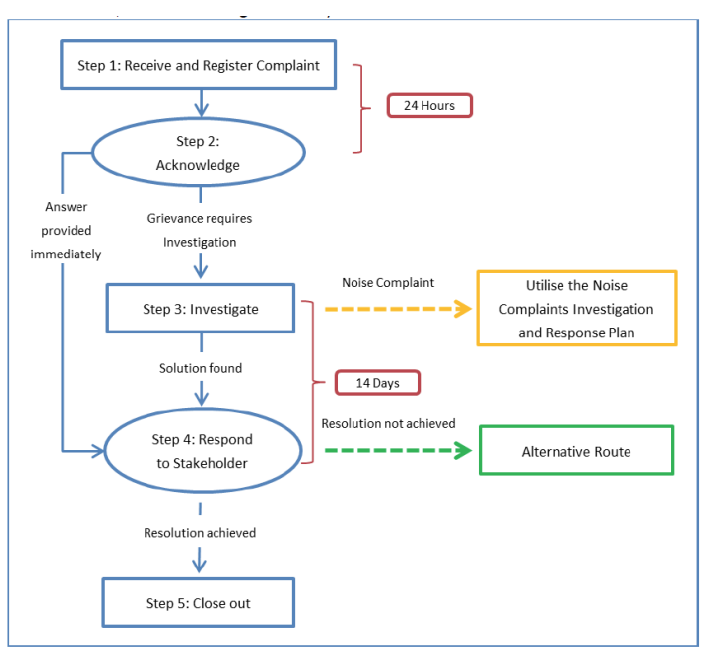 Step 1: Receive and Register Complaint
24 Hours
Step 2:
Acknowledge
Answer
provided
immediately
Grievance requires
Investigation
Step 3: Investigate
Noise Complaint
Utilise the Noise
Complaints Investigation
and Response Plan
Solution found
14 Days
Step 4: Respond
to Stakeholder
Resolution not achieved
Alternative Route
Resolution achieved
Step 5: Close out